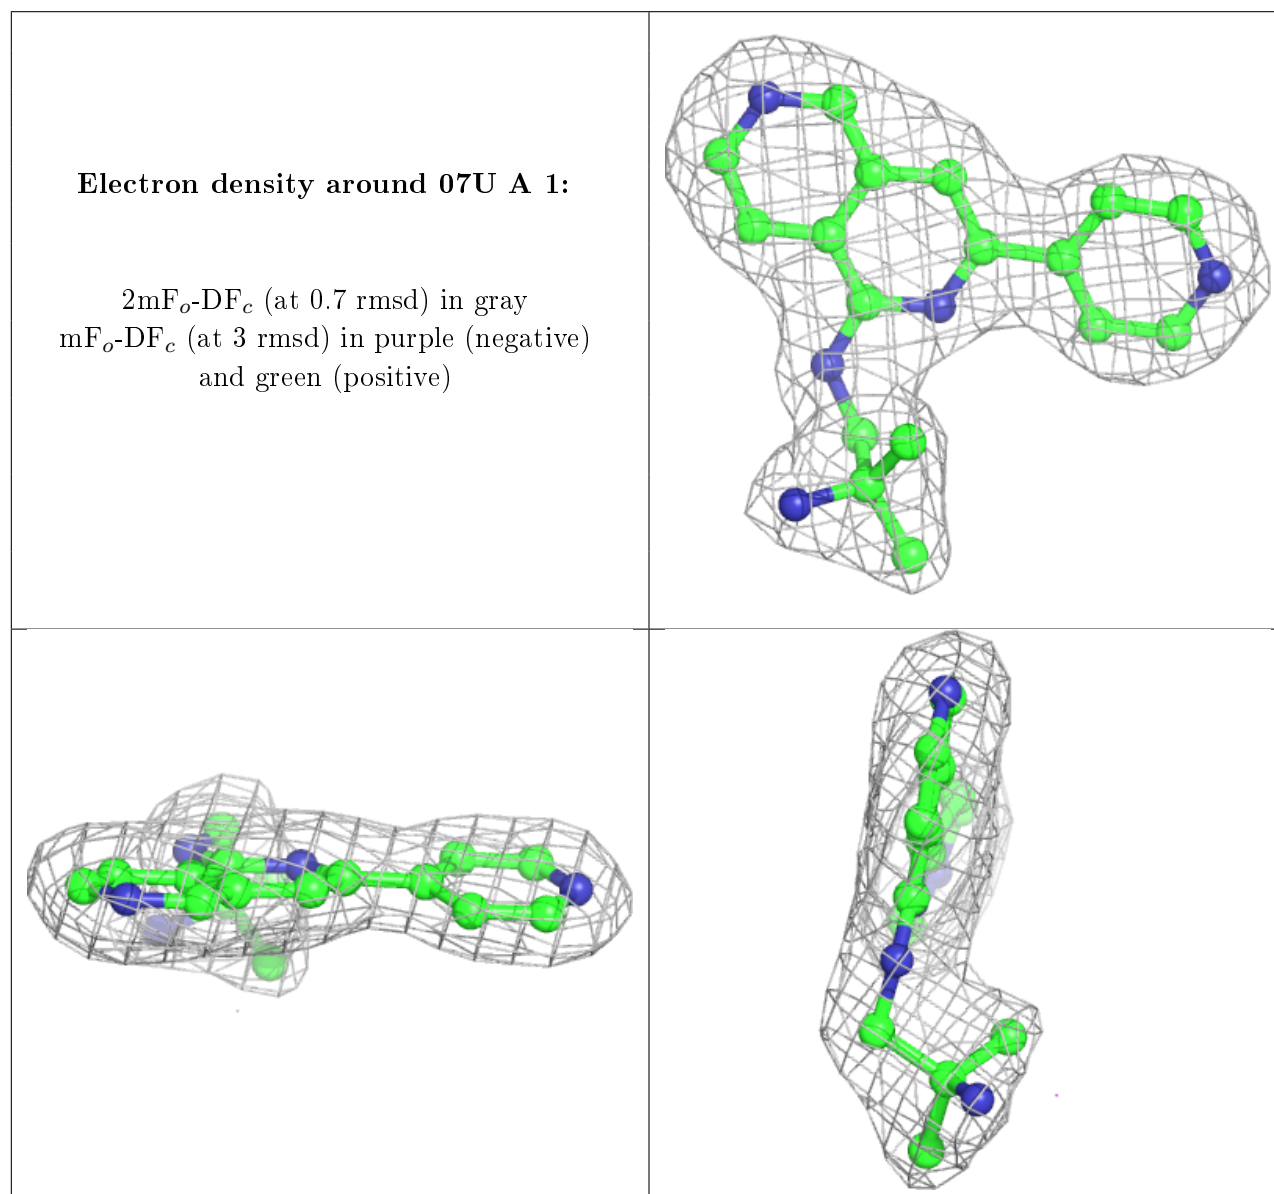 Electron density around 07U A 1:
2mFo-DFc (at 0.7 rmsd) in gray
mFo-DFc (at 3 rmsd) in purple (negative)
and green (positive)